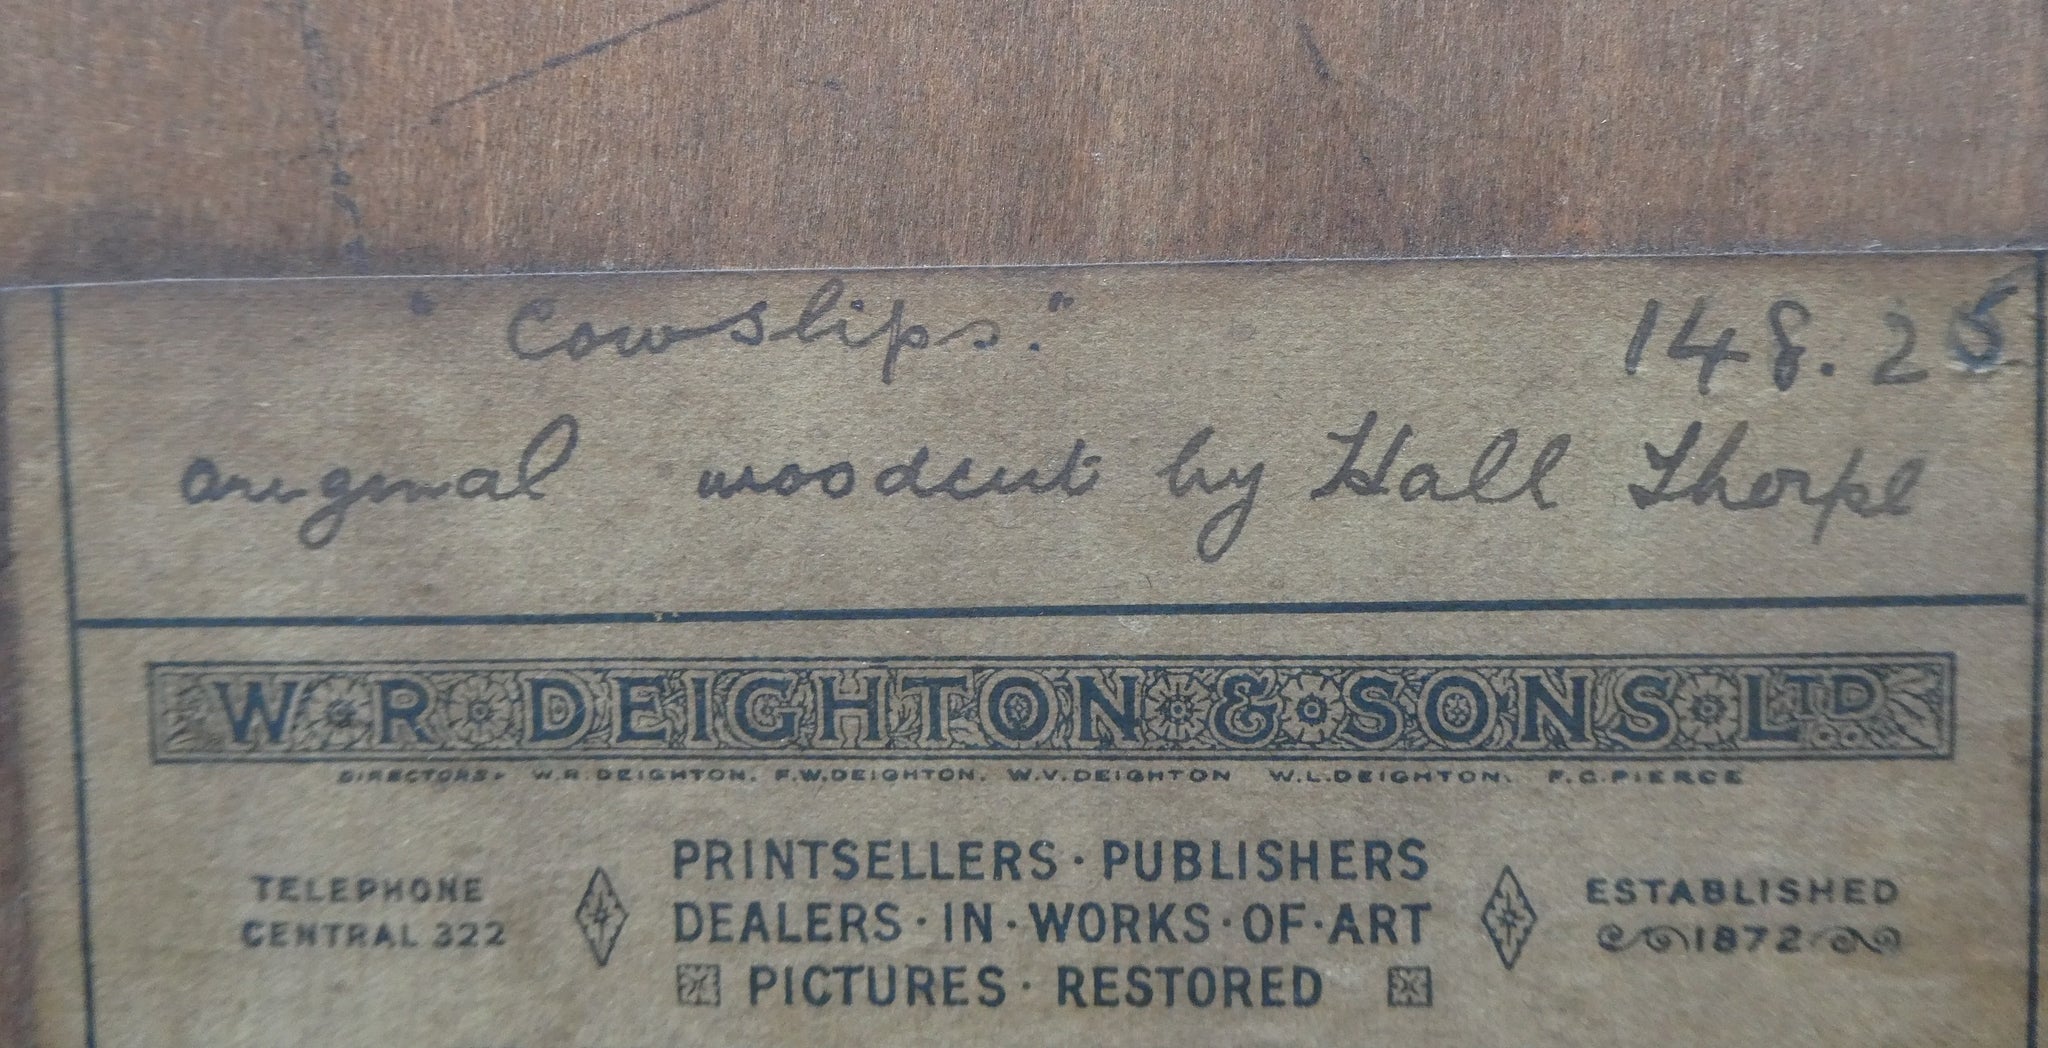 "Cowslips." 148.25
original woodcut by Hall Thorpe
W R DEIGHTON & SONS LTD
DIRECTORS. W.R.DEIGHTON. F.W.DEIGHTON. W.V.DEIGHTON W.L.DEIGHTON. F.C.PIERCE
PRINTSELLERS · PUBLISHERS
TELEPHONE
CENTRAL 322
DEALERS · IN · WORKS · OF · ART
ESTABLISHED
1872
PICTURES · RESTORED